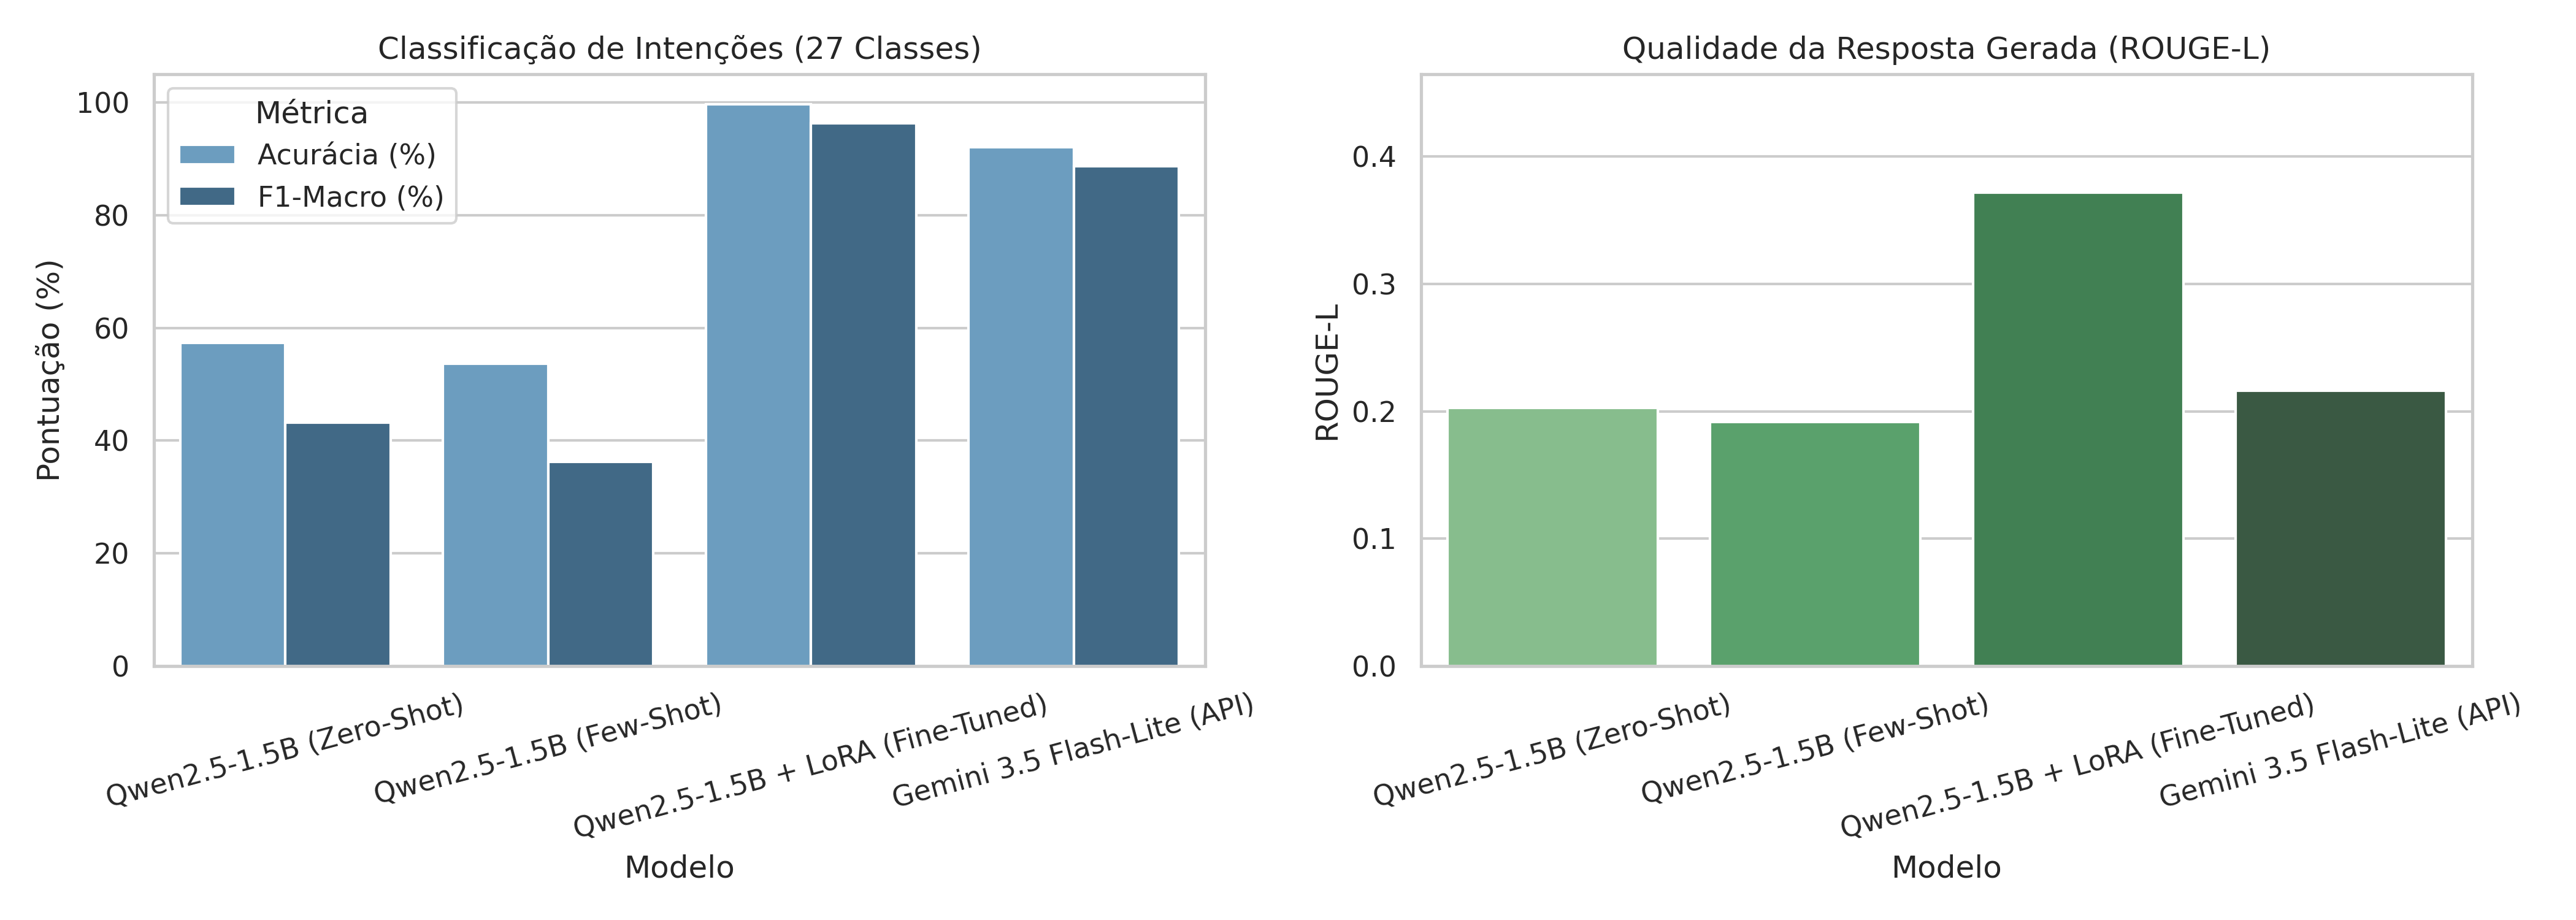 Classificação de Intenções (27 Classes)
Métrica
Acurácia (%)
F1-Macro (%)
Pontuação (%)
100
80
60
40
20
0
Qwen2.5-1.5B (Zero-Shot)
Qwen2.5-1.5B (Few-Shot)
Qwen2.5-1.5B + LoRA (Fine-Tuned)
Gemini 3.5 Flash-Lite (API)
Modelo
Qualidade da Resposta Gerada (ROUGE-L)
ROUGE-L
0.4
0.3
0.2
0.1
0.0
Qwen2.5-1.5B (Zero-Shot)
Qwen2.5-1.5B (Few-Shot)
Qwen2.5-1.5B + LoRA (Fine-Tuned)
Gemini 3.5 Flash-Lite (API)
Modelo